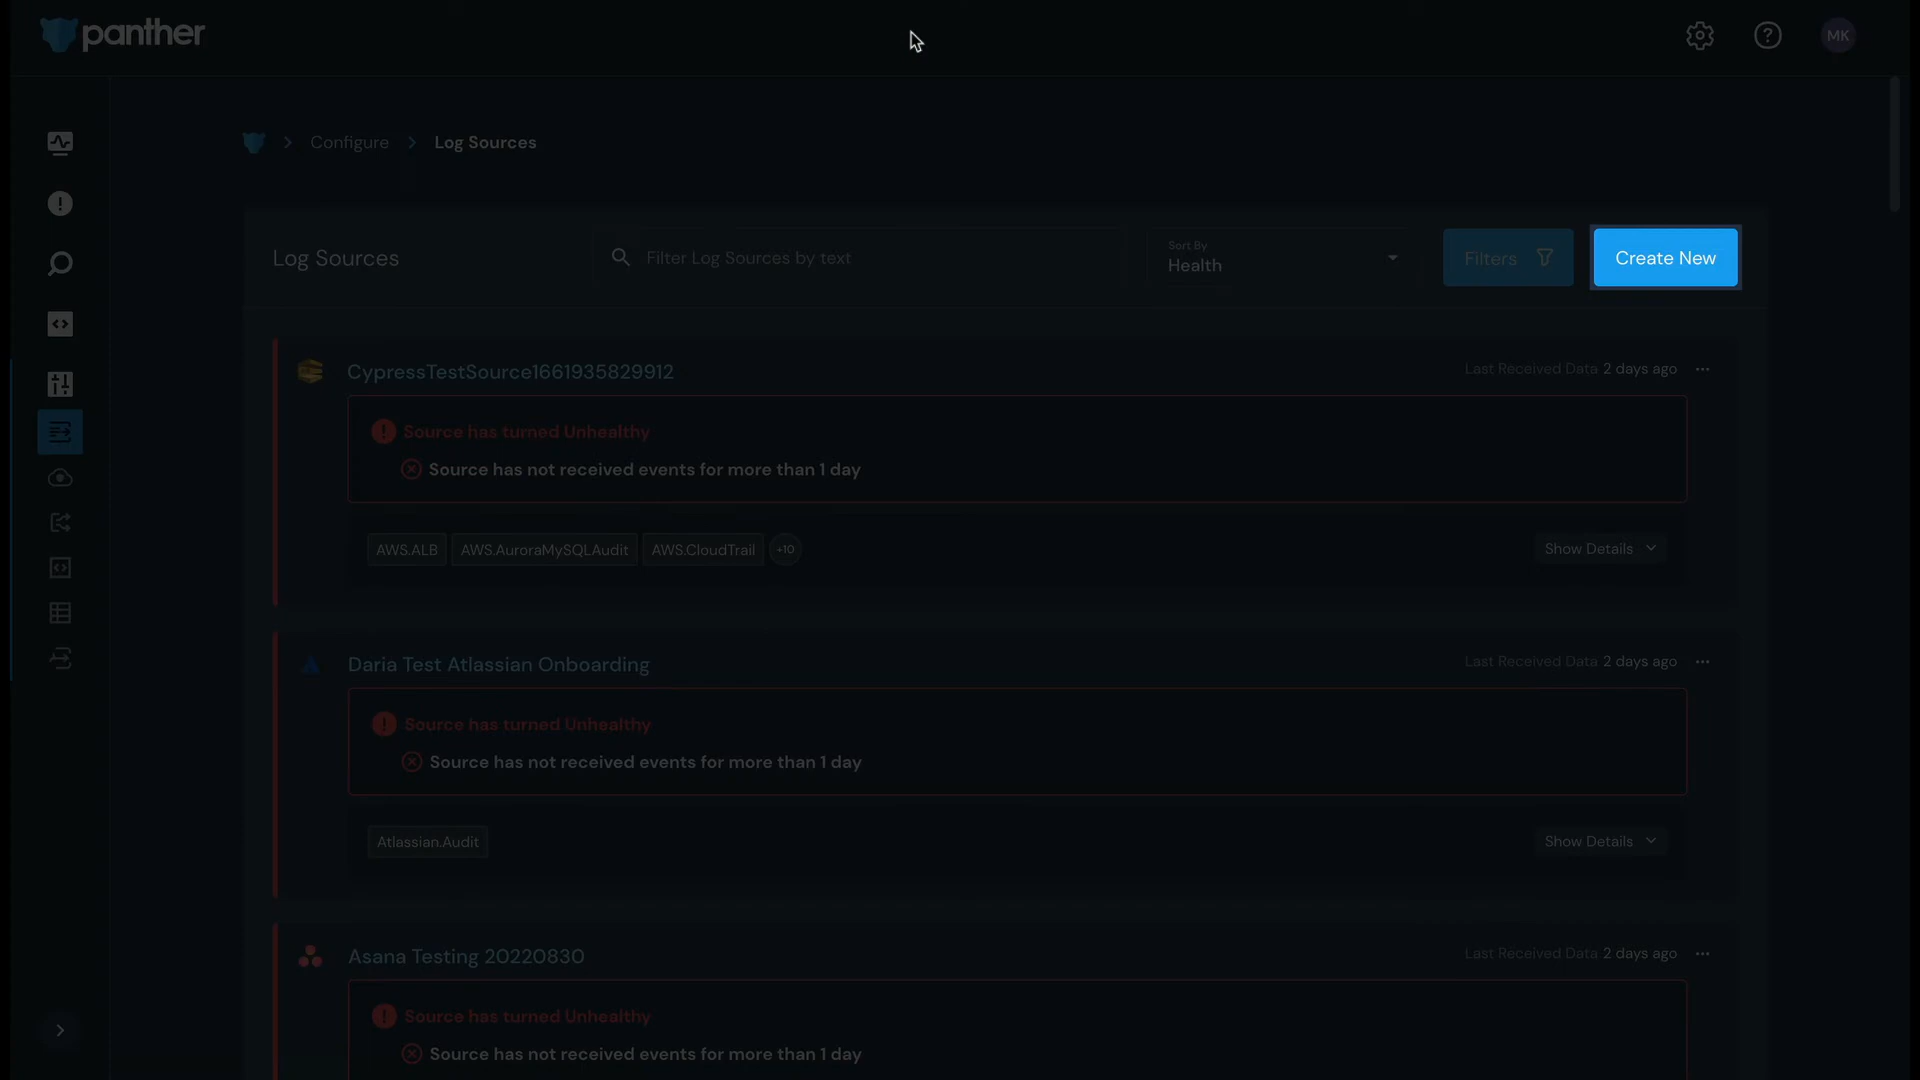 panther
MK
Configure
Log Sources
Log Sources
Filter Log Sources by text
Sort By
Health
Filters
Create New
CypressTestSource1661935829912
Last Received Data 2 days ago
Source has turned Unhealthy
Source has not received events for more than 1 day
AWS.ALB
AWS.AuroraMySQLAudit
AWS.CloudTrail
+10
Show Details
Daria Test Atlassian Onboarding
Last Received Data 2 days ago
Source has turned Unhealthy
Source has not received events for more than 1 day
Atlassian.Audit
Show Details
Asana Testing 20220830
Last Received Data 2 days ago
Source has turned Unhealthy
Source has not received events for more than 1 day